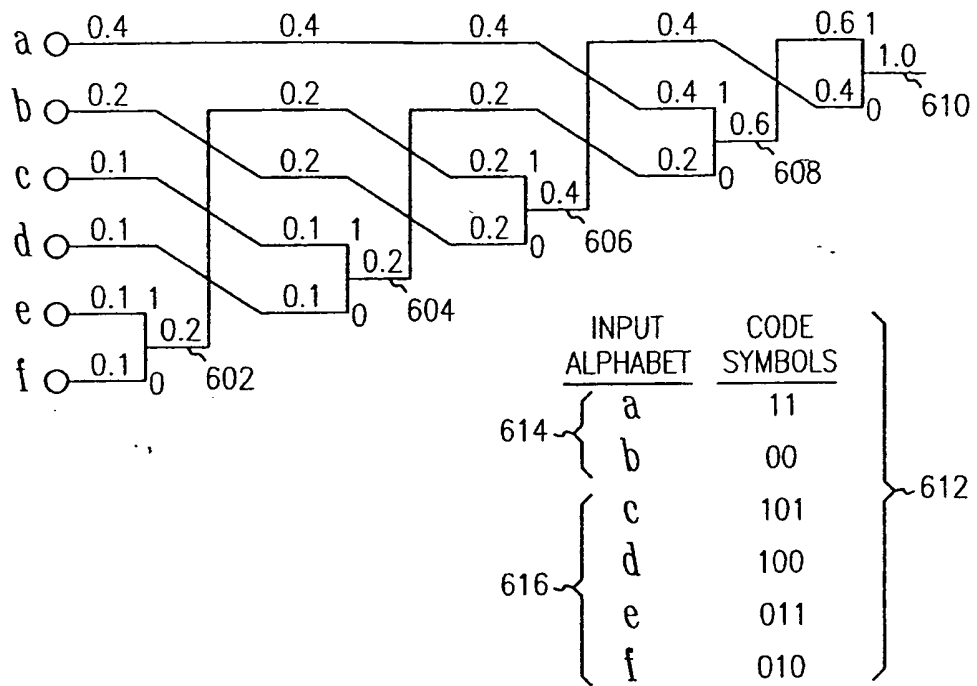 a 0.4 0.4 0.4 0.4 0.6 1
1.0
b 0.2 0.2 0.2 0.4 1 0.4 0 610
0.6
c 0.1 0.2 0.2 1 0.2 0 608
0.4
d 0.1 0.1 1 0.2 0 606
0.2
e 0.1 1 0.1 0 604
0.2
f 0.1 0 602
INPUT ALPHABET CODE SYMBOLS
614 a 11
b 00
612
c 101
d 100
616
e 011
f 010